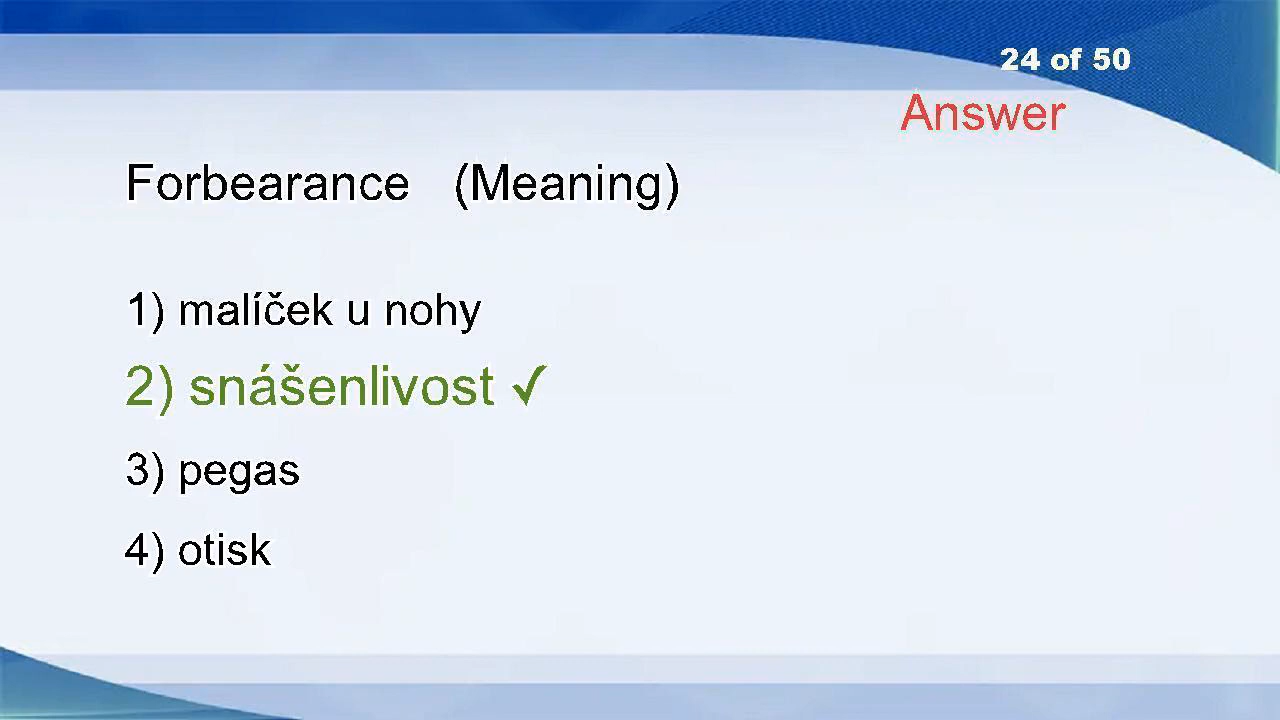 24 of 50
Answer
Forbearance (Meaning)
1) malíček u nohy
2) snášenlivost ✓
3) pegas
4) otisk